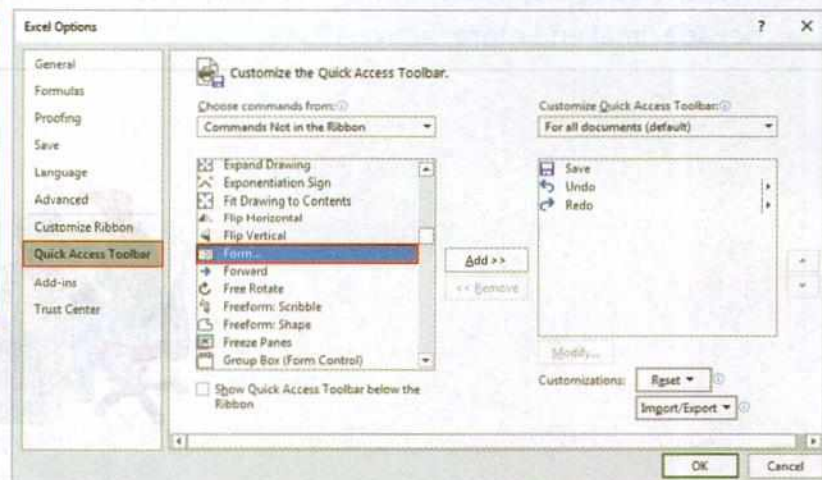 Excel Options
? ×
General
Formulas
Proofing
Save
Language
Advanced
Customize Ribbon
Quick Access Toolbar
Add-ins
Trust Center
Customize the Quick Access Toolbar.
Choose commands from:
Commands Not in the Ribbon
Expand Drawing
Exponentiation Sign
Fit Drawing to Contents
Flip Horizontal
Flip Vertical
Form...
Forward
Free Rotate
Freeform: Scribble
Freeform: Shape
Freeze Panes
Group Box (Form Control)
Show Quick Access Toolbar below the
Ribbon
Add >>
<< Remove
Customize Quick Access Toolbar:
For all documents (default)
Save
Undo
Redo
Modify...
Customizations: Reset
Import/Export
OK Cancel